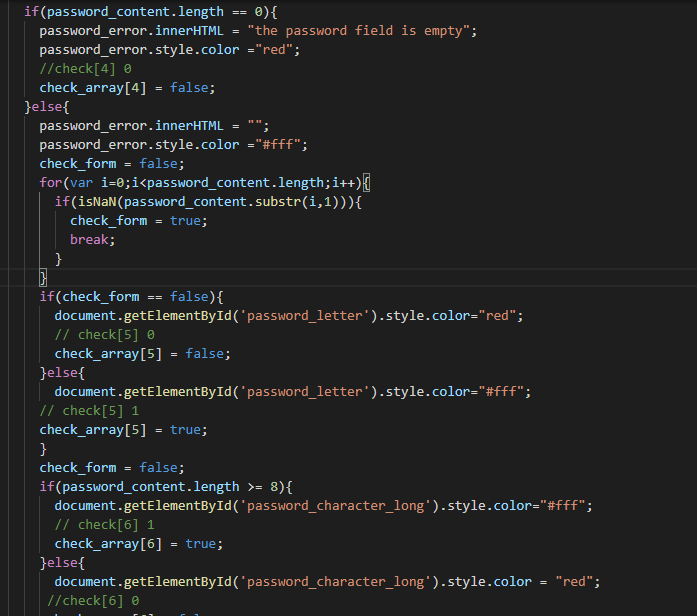 if(password_content.length == 0){
password_error.innerHTML = "the password field is empty";
password_error.style.color ="red";
//check[4] 0
check_array[4] = false;
}else{
password_error.innerHTML = "";
password_error.style.color ="#fff";
check_form = false;
for(var i=0;i<password_content.length;i++){
if(isNaN(password_content.substr(i,1))){
check_form = true;
break;
}
}
if(check_form == false){
document.getElementById('password_letter').style.color="red";
// check[5] 0
check_array[5] = false;
}else{
document.getElementById('password_letter').style.color="#fff";
// check[5] 1
check_array[5] = true;
}
check_form = false;
if(password_content.length >= 8){
document.getElementById('password_character_long').style.color="#fff";
// check[6] 1
check_array[6] = true;
}else{
document.getElementById('password_character_long').style.color = "red";
//check[6] 0